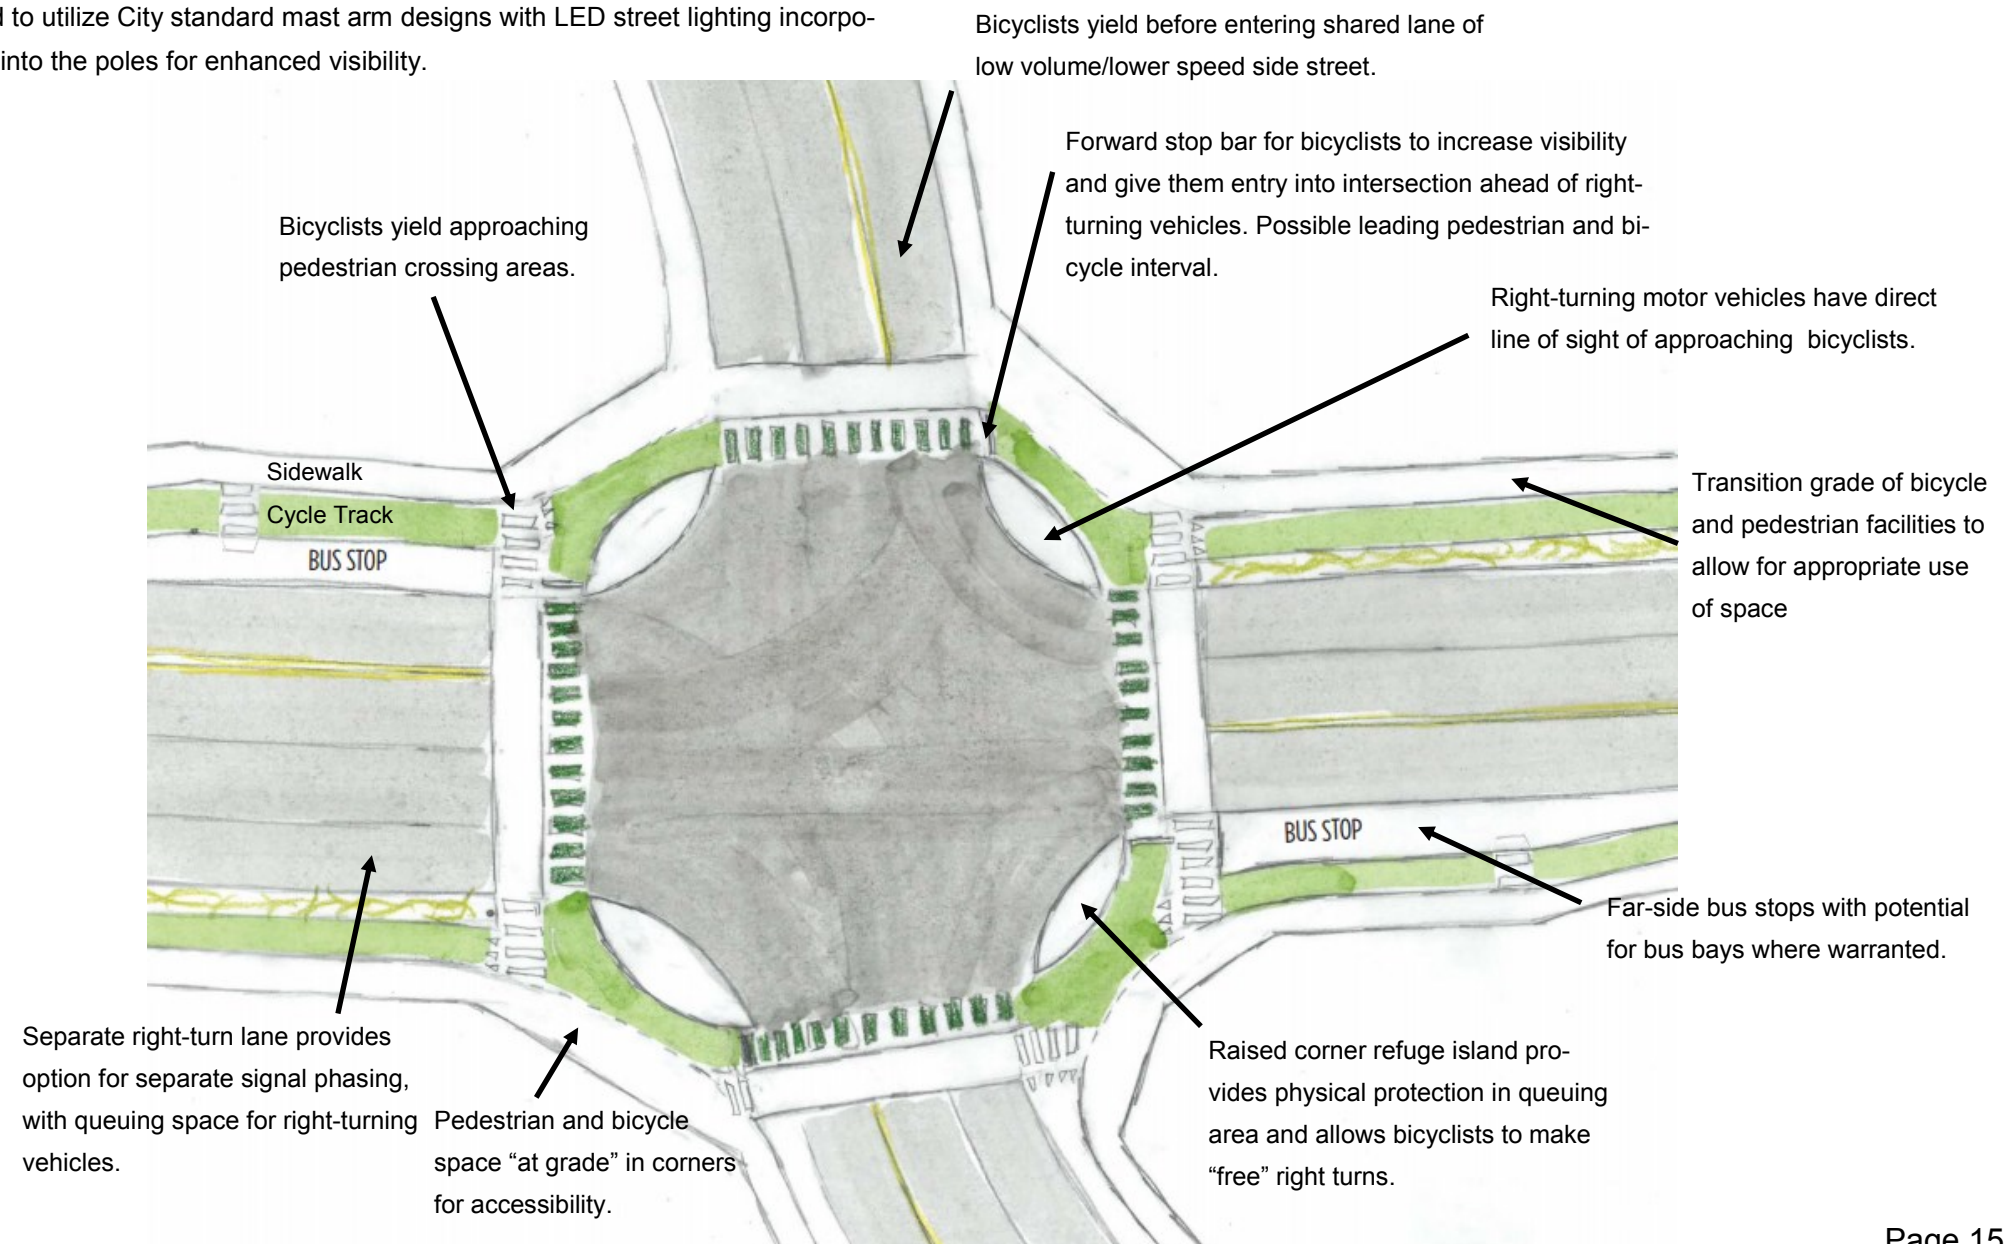 d to utilize City standard mast arm designs with LED street lighting incorpo-
into the poles for enhanced visibility.
Bicyclists yield before entering shared lane of
low volume/lower speed side street.
Forward stop bar for bicyclists to increase visibility
and give them entry into intersection ahead of right-
turning vehicles. Possible leading pedestrian and bi-
cycle interval.
Bicyclists yield approaching
pedestrian crossing areas.
Right-turning motor vehicles have direct
line of sight of approaching bicyclists.
Sidewalk
Cycle Track
BUS STOP
Transition grade of bicycle
and pedestrian facilities to
allow for appropriate use
of space
BUS STOP
Far-side bus stops with potential
for bus bays where warranted.
Separate right-turn lane provides
option for separate signal phasing,
with queuing space for right-turning
vehicles.
Pedestrian and bicycle
space “at grade” in corners
for accessibility.
Raised corner refuge island pro-
vides physical protection in queuing
area and allows bicyclists to make
“free” right turns.
Page 15